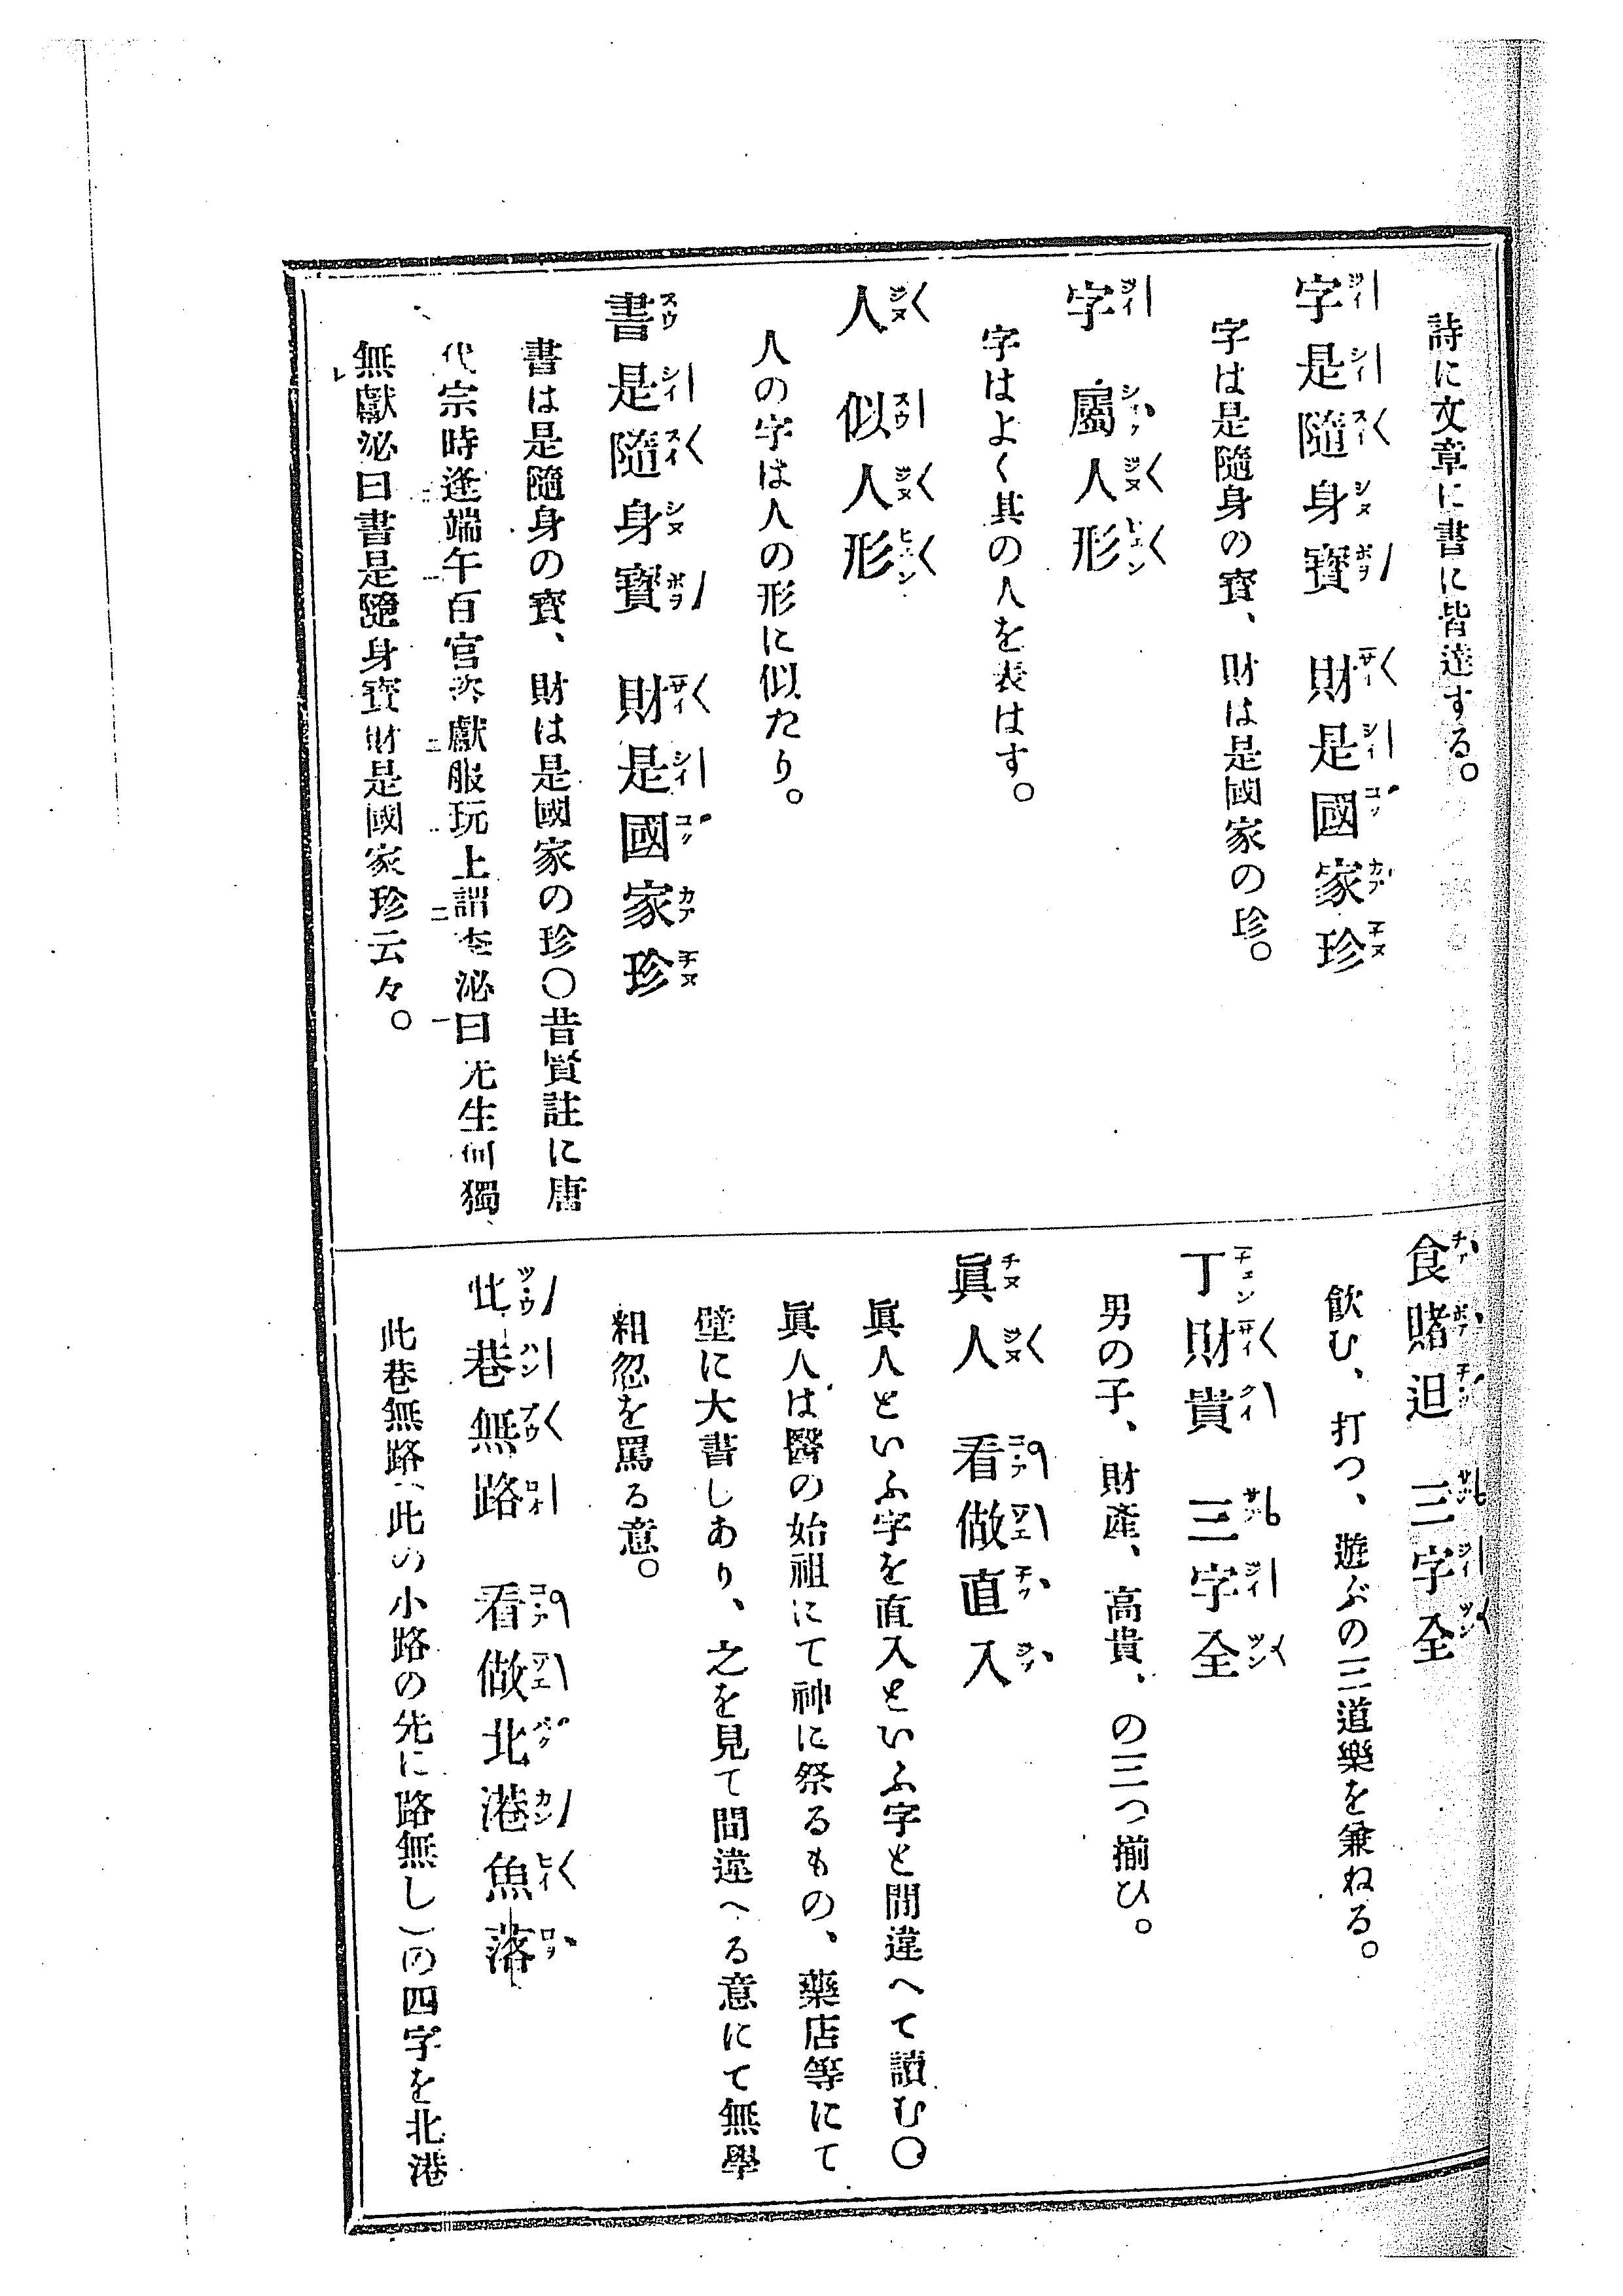 詩に文章に書に皆達する。
字是隨身寶　財是國家珍
字は是隨身の寶、財は是國家の珍。
字　屬人形
字はよく其の人を表はす。
人　似人形
人の字は人の形に似たり。
書是隨身寶　財是國家珍
書は是隨身の寶、財は是國家の珍〇昔賢註に唐
代宗時逢端午百官獻服玩上謂李泌曰先生何獨
無獻泌曰書是隨身寶財是國家珍云々。
食賭𨑨　三字全
飮む、打つ、遊ぶの三道樂を兼ねる。
丁財貴　三字全
男の子、財產、高貴、の三つ揃ひ。
眞人　看做直入
眞人といふ字を直入といふ字と間違へて讀む〇
眞人は醫の始祖にて神に祭るもの、藥店等にて
壁に大書しあり、之を見て間違へる意にて無學
粗忽を罵る意。
此巷無路　看做北港魚落
此巷無路（此の小路の先に路無し）の四字を北港